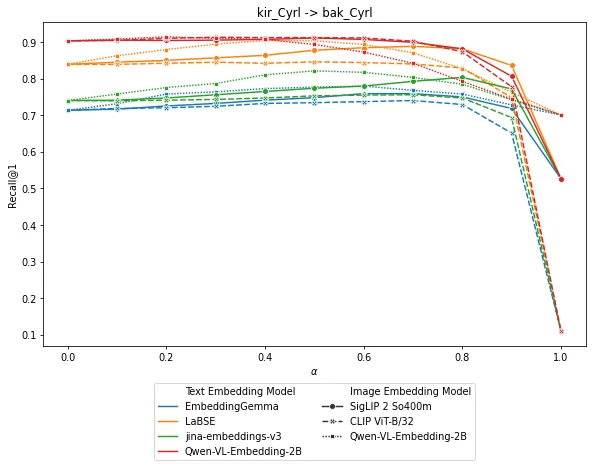 kir_Cyrl -> bak_Cyrl
Recall@1
0.9
0.8
0.7
0.6
0.5
0.4
0.3
0.2
0.1
0.0 0.2 0.4 0.6 0.8 1.0
α
Text Embedding Model
EmbeddingGemma
LaBSE
jina-embeddings-v3
Qwen-VL-Embedding-2B
Image Embedding Model
SigLIP 2 So400m
CLIP ViT-B/32
Qwen-VL-Embedding-2B